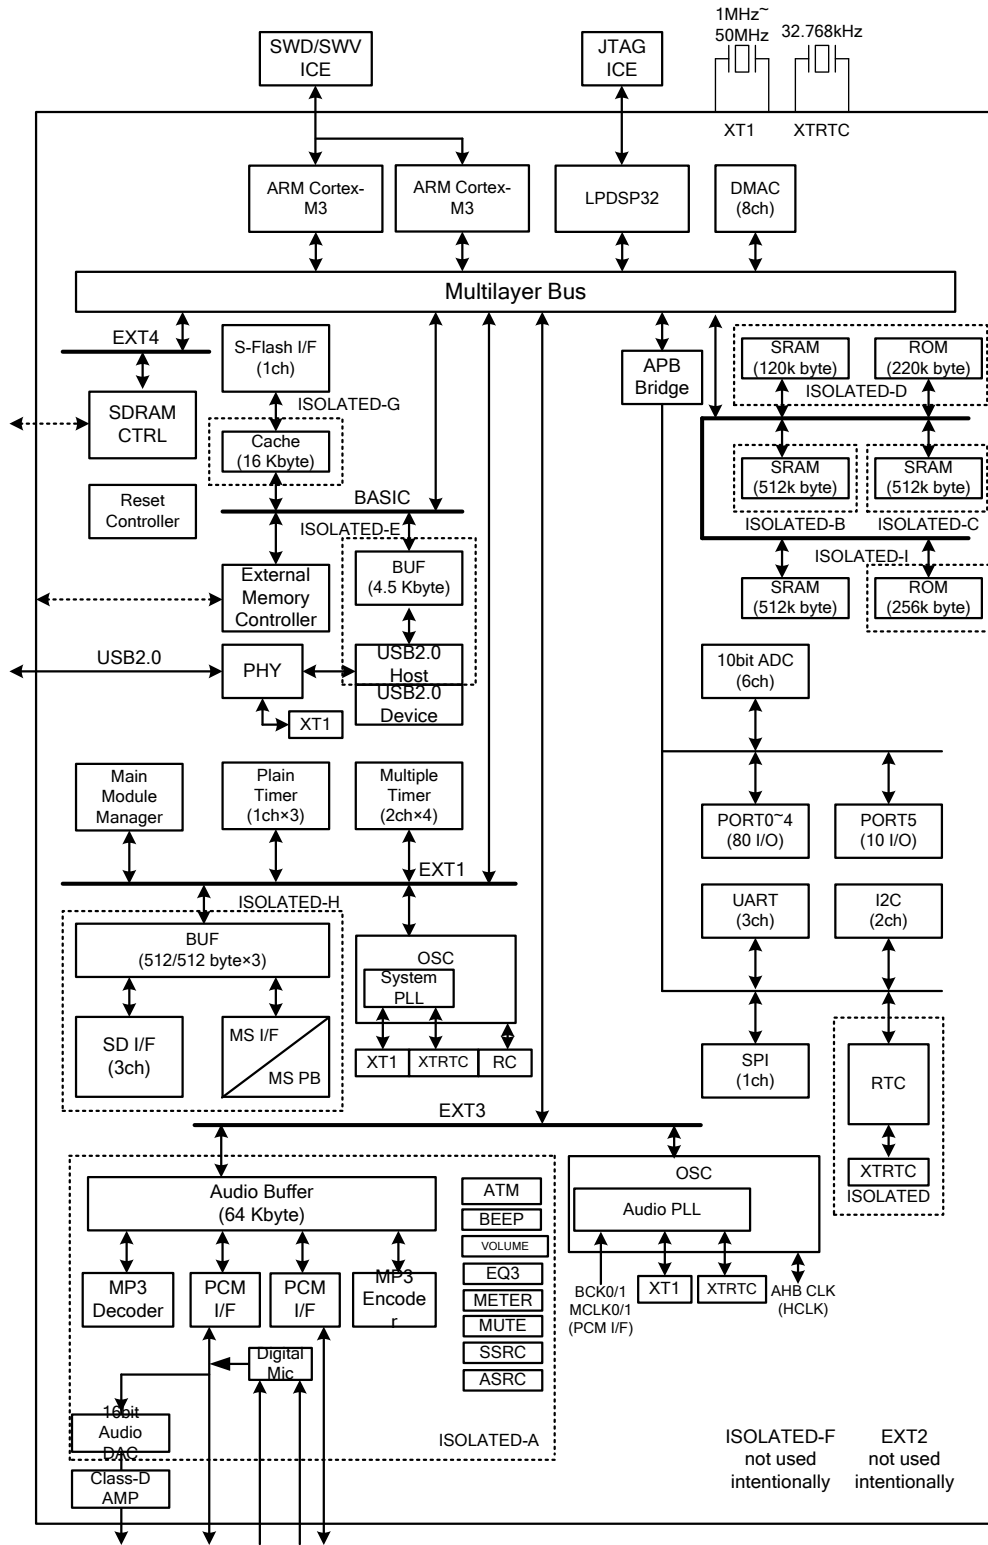 SWD/SWV
ICE
JTAG
ICE
1MHz~
50MHz
32.768kHz
XT1
XTRTC
ARM Cortex-
M3
ARM Cortex-
M3
LPDSP32
DMAC
(8ch)
Multilayer Bus
EXT4
S-Flash I/F
(1ch)
APB
Bridge
SRAM
(120k byte)
ROM
(220k byte)
ISOLATED-D
SDRAM
CTRL
ISOLATED-G
Cache
(16 Kbyte)
SRAM
(512k byte)
SRAM
(512k byte)
Reset
Controller
BASIC
ISOLATED-B
ISOLATED-C
ISOLATED-E
ISOLATED-I
BUF
(4.5 Kbyte)
External
Memory
Controller
SRAM
(512k byte)
ROM
(256k byte)
USB2.0
PHY
USB2.0
Host
USB2.0
Device
XT1
10bit ADC
(6ch)
Main
Module
Manager
Plain
Timer
(1ch×3)
Multiple
Timer
(2ch×4)
PORT0~4
(80 I/O)
PORT5
(10 I/O)
EXT1
ISOLATED-H
UART
(3ch)
I2C
(2ch)
BUF
(512/512 byte×3)
OSC
System
PLL
SD I/F
(3ch)
MS I/F
MS PB
XT1
XTRTC
RC
SPI
(1ch)
RTC
EXT3
XTRTC
ISOLATED
Audio Buffer
(64 Kbyte)
ATM
BEEP
VOLUME
EQ3
METER
MUTE
SSRC
ASRC
OSC
Audio PLL
MP3
Decoder
PCM
I/F
PCM
I/F
MP3
Encode
r
BCK0/1
MCLK0/1
(PCM I/F)
XT1
XTRTC
AHB CLK
(HCLK)
Digital
Mic
16bit
Audio
DAC
ISOLATED-A
Class-D
AMP
ISOLATED-F
not used
intentionally
EXT2
not used
intentionally